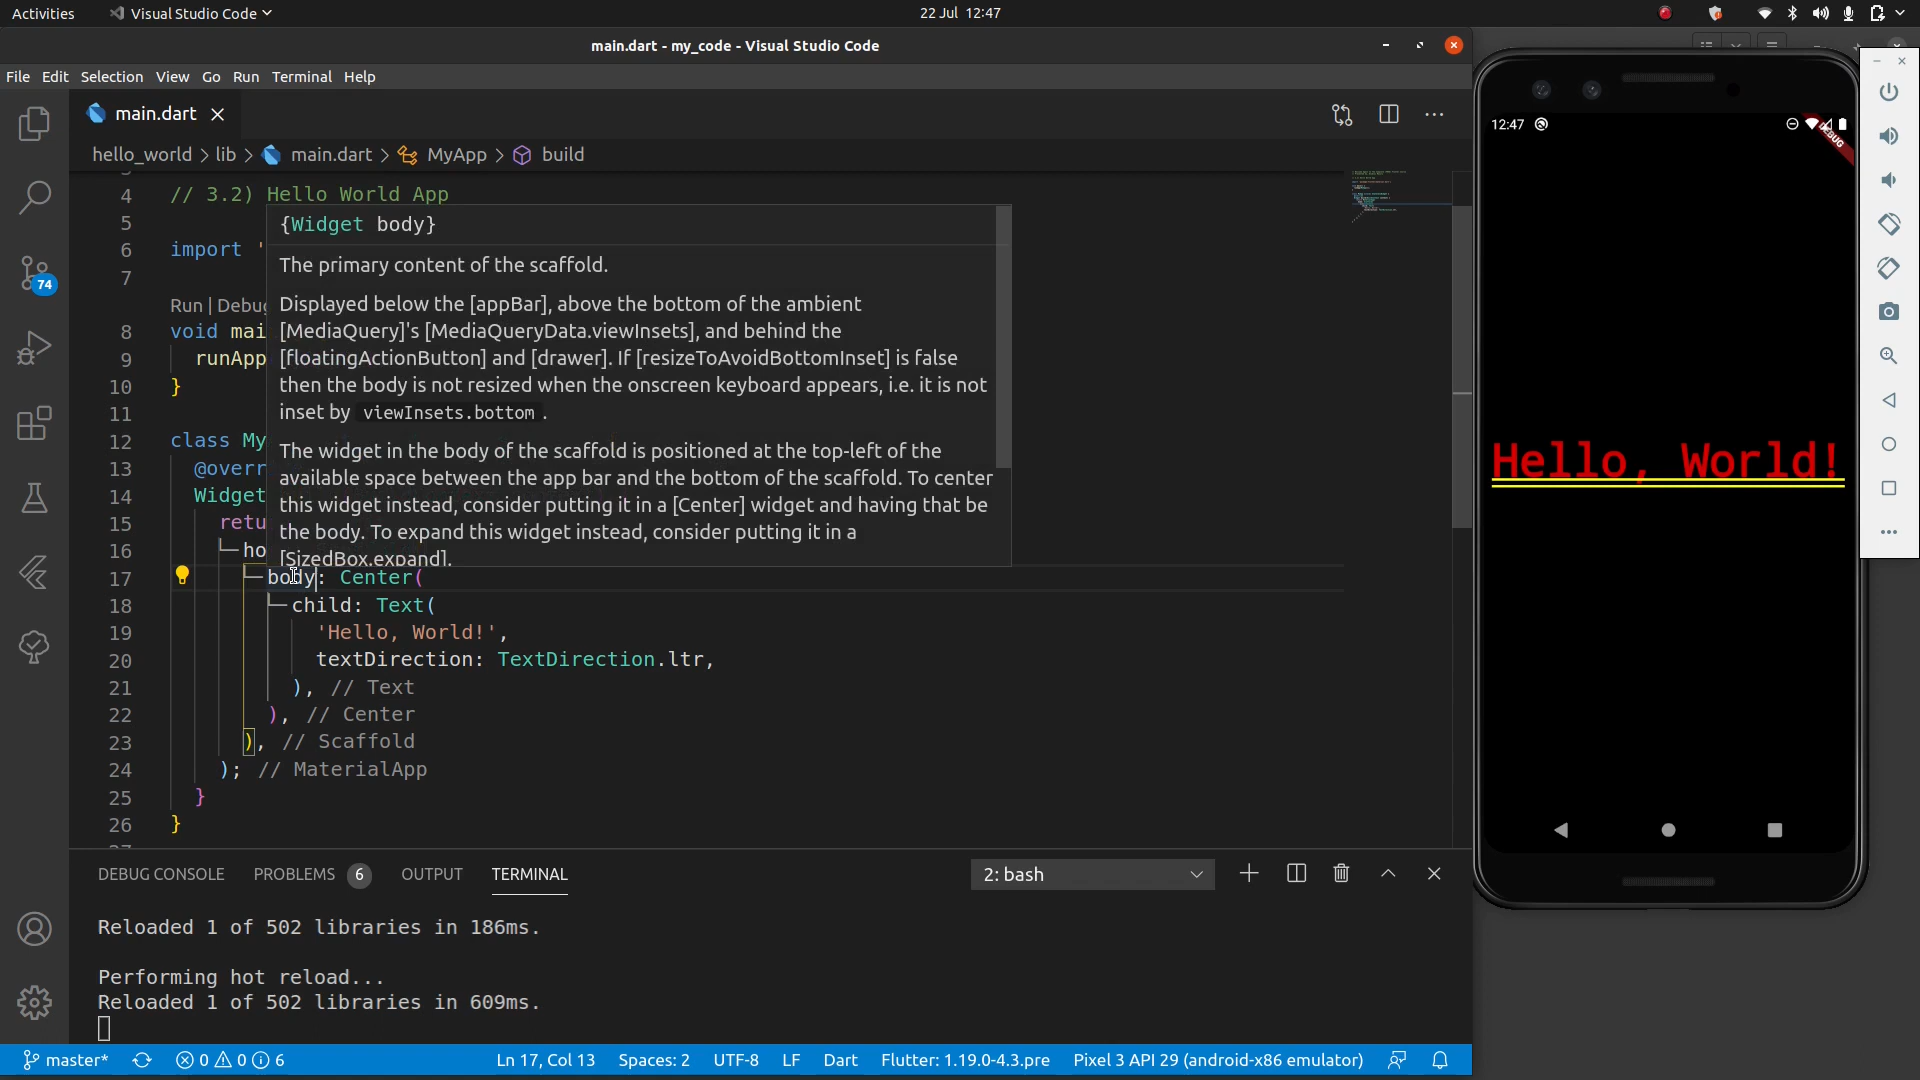 Activities
Visual Studio Code
22 Jul 12:47
main.dart - my_code - Visual Studio Code
File Edit Selection View Go Run Terminal Help
main.dart
hello_world > lib > main.dart > MyApp > build
74
4 // 3.2) Hello World App
5
6 import '
7
Run | Debug
8 void mai
9 runApp
10 }
11
12 class My
13 @overr
14 Widget
15 retu
16 ho
17 body: Center(
18 child: Text(
19 'Hello, World!',
20 textDirection: TextDirection.ltr,
21 ), // Text
22 ), // Center
23 ), // Scaffold
24 ); // MaterialApp
25 }
26 }
{Widget body}
The primary content of the scaffold.
Displayed below the [appBar], above the bottom of the ambient
[MediaQuery]'s [MediaQueryData.viewInsets], and behind the
[floatingActionButton] and [drawer]. If [resizeToAvoidBottomInset] is false
then the body is not resized when the onscreen keyboard appears, i.e. it is not
inset by viewInsets.bottom .
The widget in the body of the scaffold is positioned at the top-left of the
available space between the app bar and the bottom of the scaffold. To center
this widget instead, consider putting it in a [Center] widget and having that be
the body. To expand this widget instead, consider putting it in a
[SizedBox.expand].
DEBUG CONSOLE PROBLEMS 6 OUTPUT TERMINAL
2: bash
Reloaded 1 of 502 libraries in 186ms.
Performing hot reload...
Reloaded 1 of 502 libraries in 609ms.
master* 0 0 6 Ln 17, Col 13 Spaces: 2 UTF-8 LF Dart Flutter: 1.19.0-4.3.pre Pixel 3 API 29 (android-x86 emulator)
12:47
DEBUG
Hello, World!